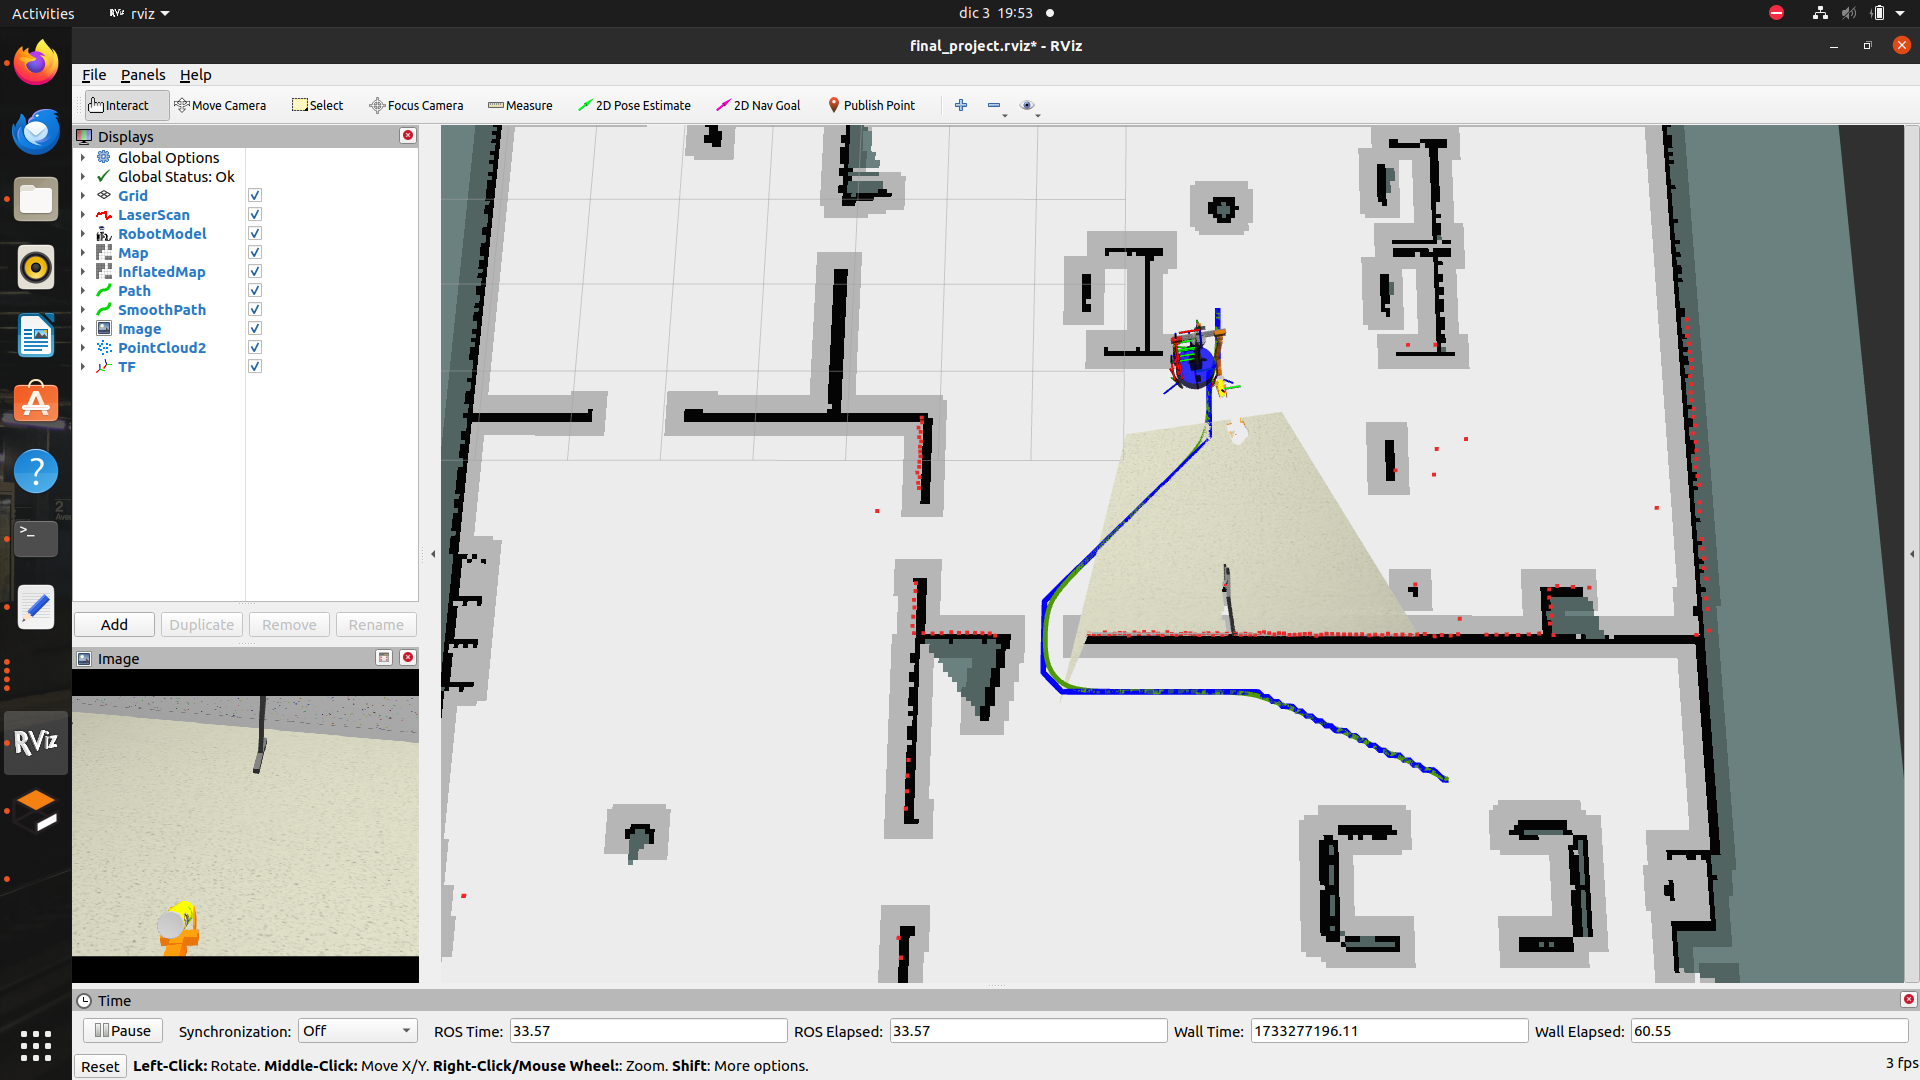 Activities
RViz
rviz
dic 3 19:53
final_project.rviz* - RViz
File
Panels
Help
Interact
Move Camera
Select
Focus Camera
Measure
2D Pose Estimate
2D Nav Goal
Publish Point
Displays
Global Options
Global Status: Ok
Grid
LaserScan
RobotModel
Map
InflatedMap
Path
SmoothPath
Image
PointCloud2
TF
Add
Duplicate
Remove
Rename
Image
RViz
Time
Pause
Synchronization:
Off
ROS Time:
33.57
ROS Elapsed:
33.57
Wall Time:
1733277196.11
Wall Elapsed:
60.55
Reset
Left-Click: Rotate. Middle-Click: Move X/Y. Right-Click/Mouse Wheel:: Zoom. Shift: More options.
3 fps